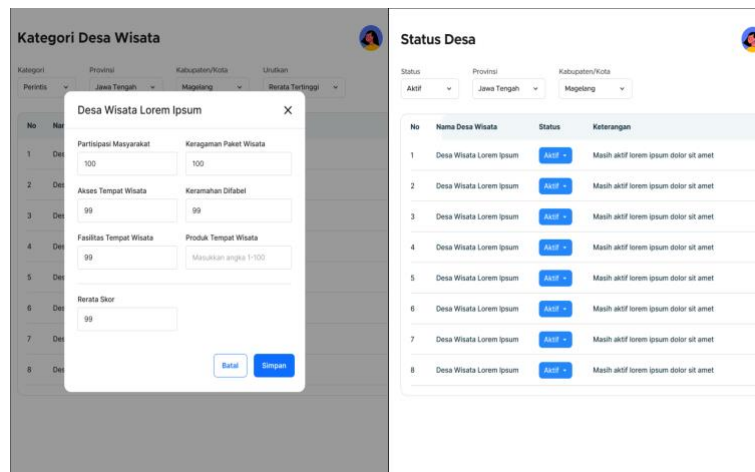 Kategori Desa Wisata
Kategori Provinsi Kabupaten/Kota Urutkan
Perintis Jawa Tengah Magelang Rerata Tertinggi
No
1
2
3
4
5
6
7
8
Desa Wisata Lorem Ipsum
Partisipasi Masyarakat Keragaman Paket Wisata
100 100
Akses Tempat Wisata Keramahan Difabel
99 99
Fasilitas Tempat Wisata Produk Tempat Wisata
99 Masukkan angka 1-100
Rerata Skor
99
Batal Simpan
Status Desa
Status Provinsi Kabupaten/Kota
Aktif Jawa Tengah Magelang
No Nama Desa Wisata Status Keterangan
1 Desa Wisata Lorem Ipsum Aktif Masih aktif lorem ipsum dolor sit amet
2 Desa Wisata Lorem Ipsum Aktif Masih aktif lorem ipsum dolor sit amet
3 Desa Wisata Lorem Ipsum Aktif Masih aktif lorem ipsum dolor sit amet
4 Desa Wisata Lorem Ipsum Aktif Masih aktif lorem ipsum dolor sit amet
5 Desa Wisata Lorem Ipsum Aktif Masih aktif lorem ipsum dolor sit amet
6 Desa Wisata Lorem Ipsum Aktif Masih aktif lorem ipsum dolor sit amet
7 Desa Wisata Lorem Ipsum Aktif Masih aktif lorem ipsum dolor sit amet
8 Desa Wisata Lorem Ipsum Aktif Masih aktif lorem ipsum dolor sit amet